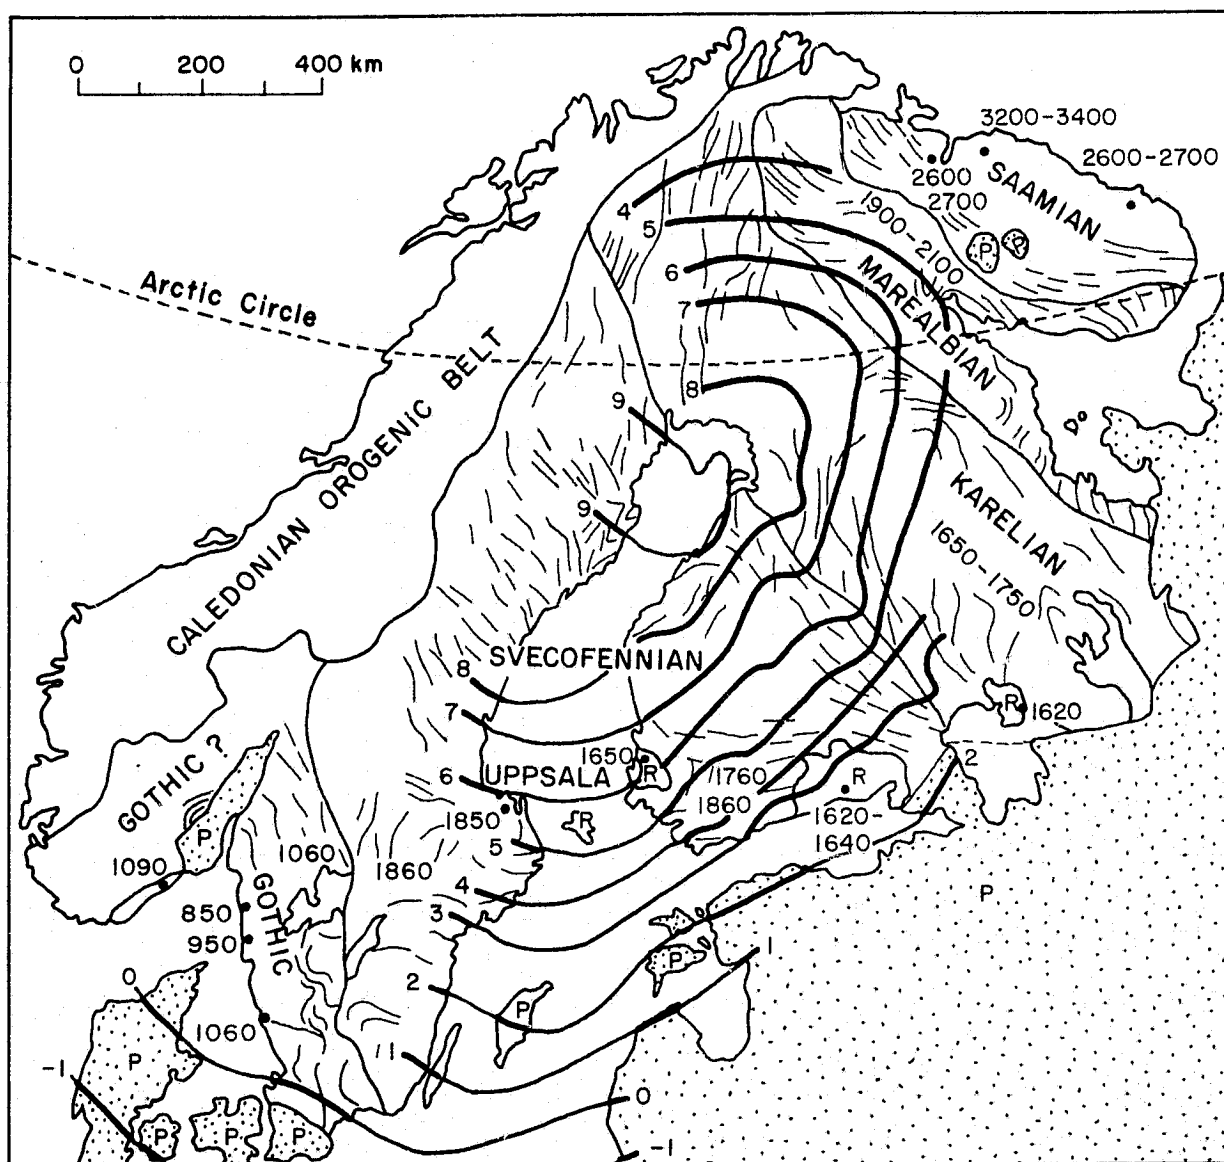 0 200 400 km
3200-3400
2600-2700
2600
2700
SAAMIAN
4
5
1900-2100
P
P
6
MAREALBIAN
7
Arctic Circle
8
9
CALEDONIAN OROGENIC BELT
9
KARELIAN
1650-1750
SVECOFENNIAN
8
7
R
1620
GOTHIC ?
1650
R
2
6
UPPSALA
1760
1860
R
1850
R
1620-
1640
P
5
1060
1860
1090
GOTHIC
4
P
850
3
950
1
P
0
2
P
1060
1
P
-1
0
P
P
P
-1